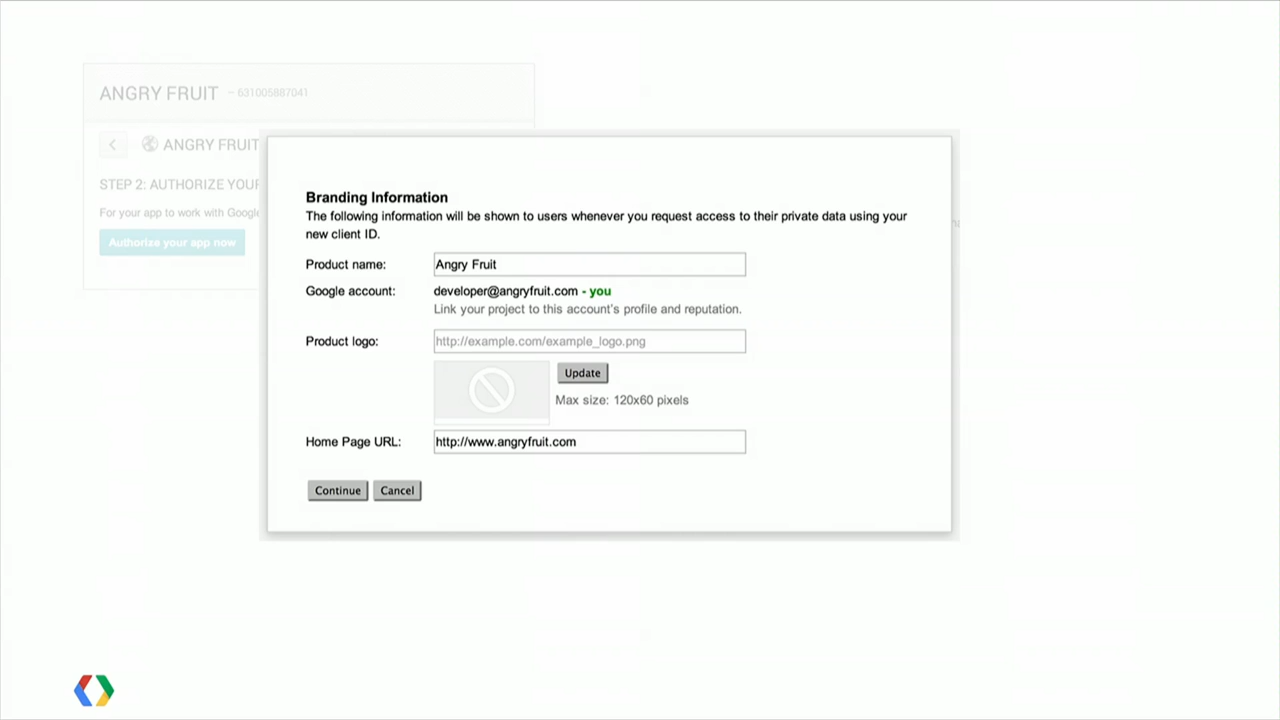 ANGRY FRUIT - 631005887041
ANGRY FRUIT
STEP 2: AUTHORIZE YOUR
For your app to work with Google
Authorize your app now
Branding Information
The following information will be shown to users whenever you request access to their private data using your
new client ID.
Product name: Angry Fruit
Google account: developer@angryfruit.com - you
Link your project to this account's profile and reputation.
Product logo: http://example.com/example_logo.png
Update
Max size: 120x60 pixels
Home Page URL: http://www.angryfruit.com
Continue Cancel